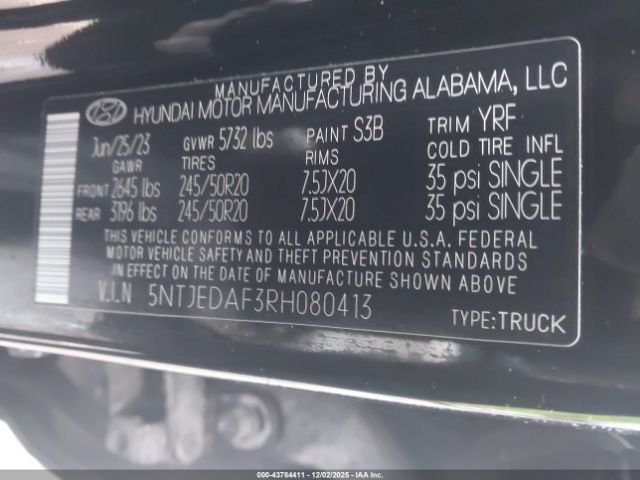 MANUFACTURED BY
HYUNDAI MOTOR MANUFACTURING ALABAMA, LLC
Jun/25/23 GVWR 5732 lbs PAINT S3B TRIM YRF
GAWR TIRES RIMS COLD TIRE INFL
FRONT 2645 lbs 245/50R20 7.5JX20 35 psi SINGLE
REAR 3196 lbs 245/50R20 7.5JX20 35 psi SINGLE
THIS VEHICLE CONFORMS TO ALL APPLICABLE U.S.A. FEDERAL
MOTOR VEHICLE SAFETY AND THEFT PREVENTION STANDARDS
IN EFFECT ON THE DATE OF MANUFACTURE SHOWN ABOVE
V.I.N 5NTJEDAF3RH080413
TYPE:TRUCK
000-43784411 - 12/02/2025 - IAAI.com